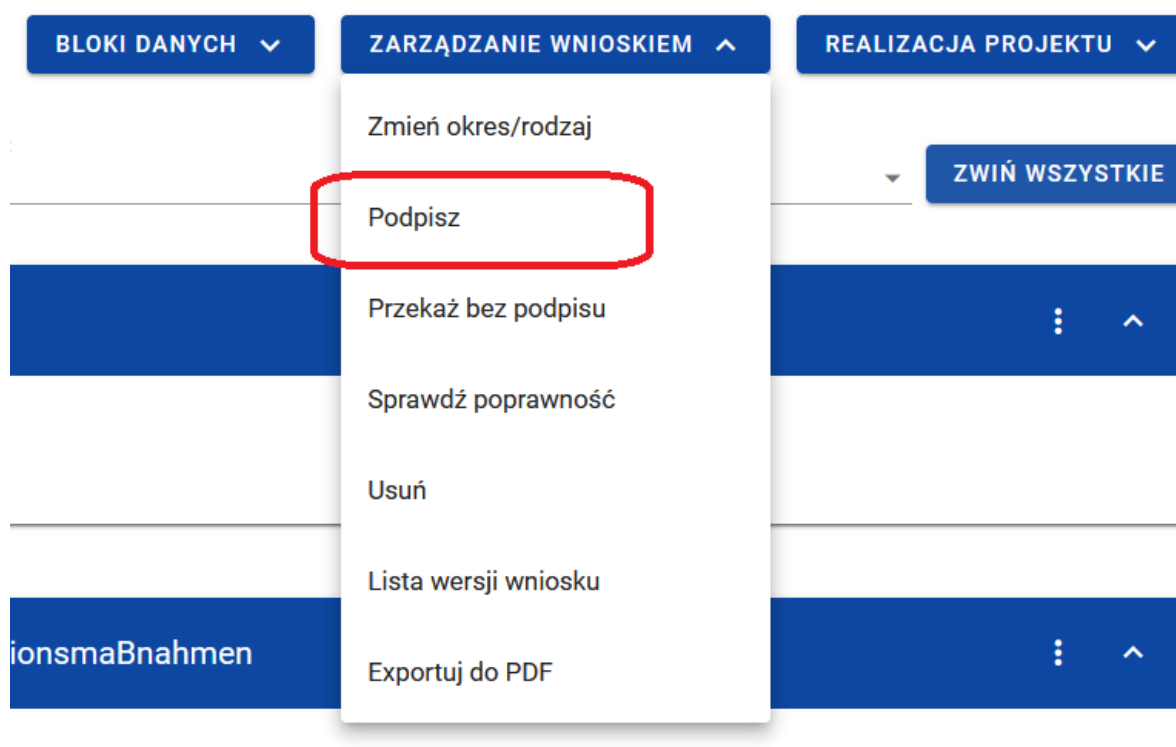 BLOKI DANYCH
ZARZĄDZANIE WNIOSKIEM
REALIZACJA PROJEKTU
Zmień okres/rodzaj
ZWIŃ WSZYSTKIE
Podpisz
Przekaż bez podpisu
Sprawdź poprawność
Usuń
Lista wersji wniosku
ionsmaBnahmen
Exportuj do PDF